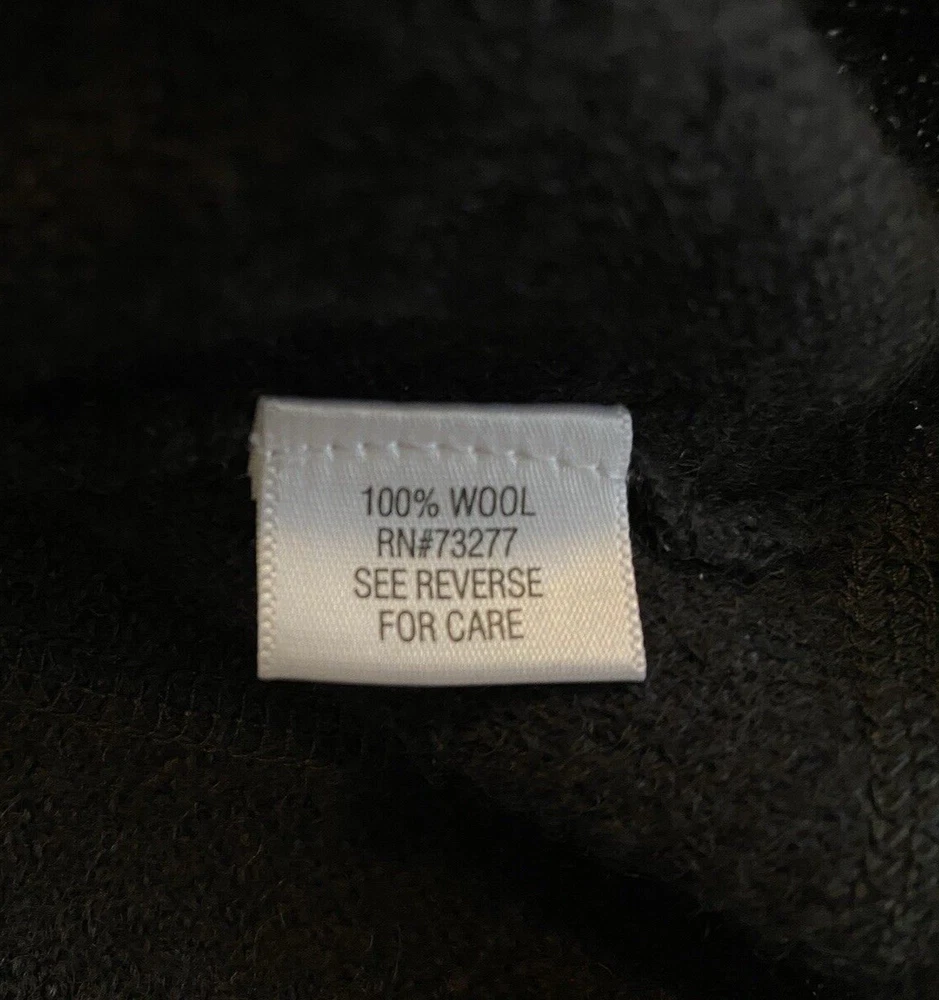 100% WOOL
RN#73277
SEE REVERSE
FOR CARE